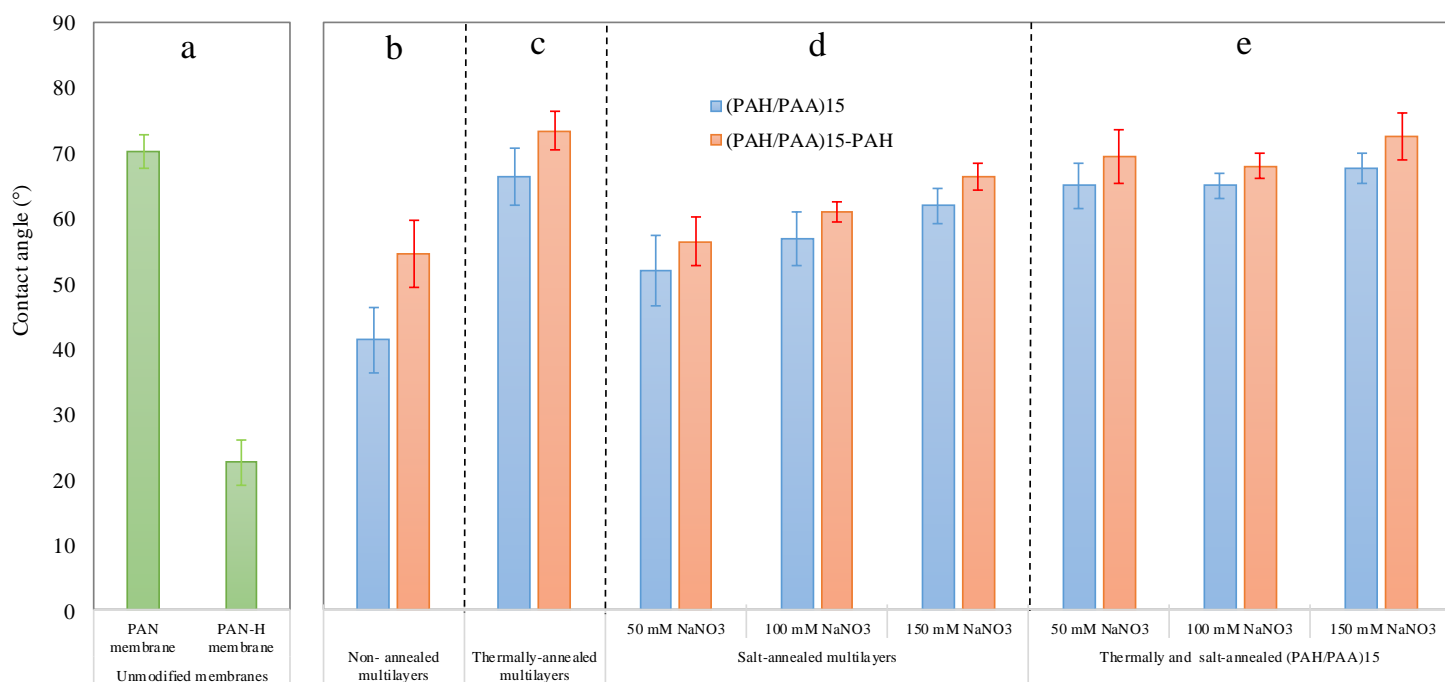 90
80
70
60
50
40
30
20
10
0
Contact angle (°)
a
b
c
d
e
(PAH/PAA)15
(PAH/PAA)15-PAH
PAN
membrane
PAN-H
membrane
Unmodified membranes
Non- annealed
multilayers
Thermally-annealed
multilayers
50 mM NaNO3
100 mM NaNO3
150 mM NaNO3
Salt-annealed multilayers
50 mM NaNO3
100 mM NaNO3
150 mM NaNO3
Thermally and salt-annealed (PAH/PAA)15